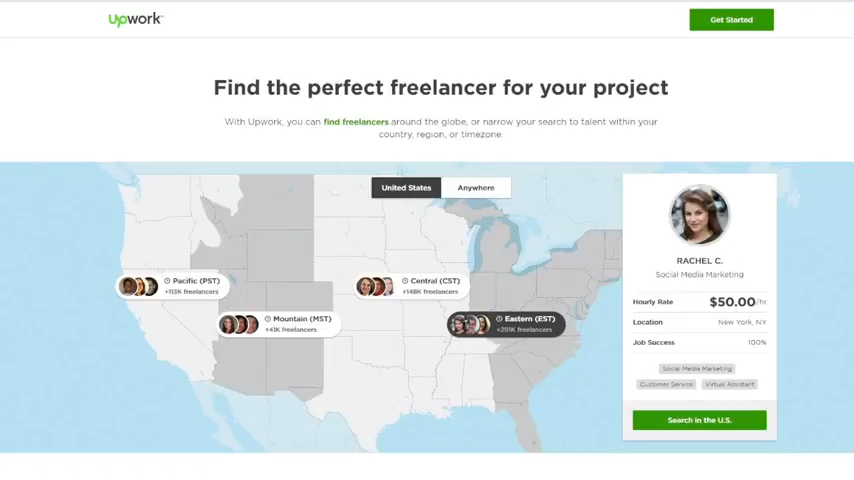 upwork
Get Started
Find the perfect freelancer for your project
With Upwork, you can find freelancers around the globe, or narrow your search to talent within your
country, region, or timezone.
United States
Anywhere
RACHEL C.
Social Media Marketing
Pacific (PST)
+113K freelancers
Central (CST)
+148K freelancers
Mountain (MST)
+41K freelancers
Eastern (EST)
+291K freelancers
Hourly Rate $50.00/hr
Location New York, NY
Job Success 100%
Social Media Marketing
Customer Service
Virtual Assistant
Search in the U.S.